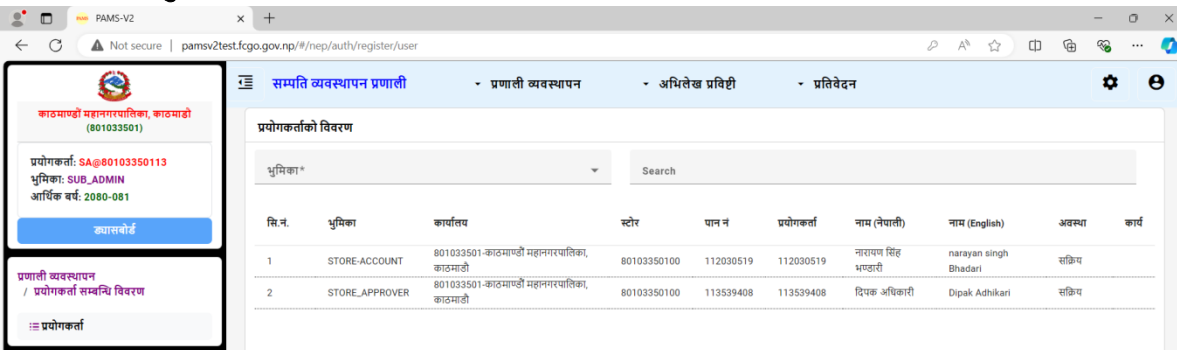 PAMS-V2
Not secure | pamsv2test.fcgo.gov.np/#/nep/auth/register/user
सम्पति व्यवस्थापन प्रणाली प्रणाली व्यवस्थापन अभिलेख प्रविष्टी प्रतिवेदन
काठमाण्डौं महानगरपालिका, काठमाडो
(801033501)
प्रयोगकर्ता: SA@80103350113
भुमिका: SUB_ADMIN
आर्थिक बर्ष: 2080-081
ड्यासबोर्ड
प्रणाली व्यवस्थापन
/ प्रयोगकर्ता सम्बन्धि विवरण
प्रयोगकर्ता
प्रयोगकर्ताको विवरण
भुमिका* Search
सि.नं. भुमिका कार्यालय स्टोर पान नं प्रयोगकर्ता नाम (नेपाली) नाम (English) अवस्था कार्य
1 STORE-ACCOUNT 801033501-काठमाण्डौं महानगरपालिका, काठमाडो 80103350100 112030519 112030519 नारायण सिंह भण्डारी narayan singh Bhadari सक्रिय
2 STORE_APPROVER 801033501-काठमाण्डौं महानगरपालिका, काठमाडो 80103350100 113539408 113539408 दिपक अधिकारी Dipak Adhikari सक्रिय